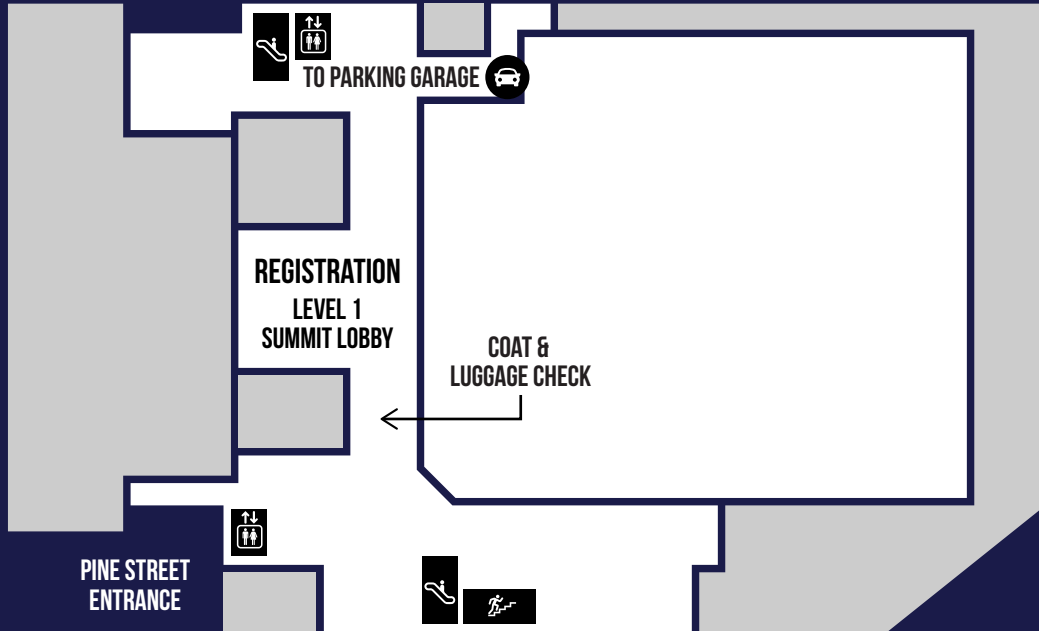 TO PARKING GARAGE
REGISTRATION
LEVEL 1
SUMMIT LOBBY
COAT &
LUGGAGE CHECK
PINE STREET
ENTRANCE